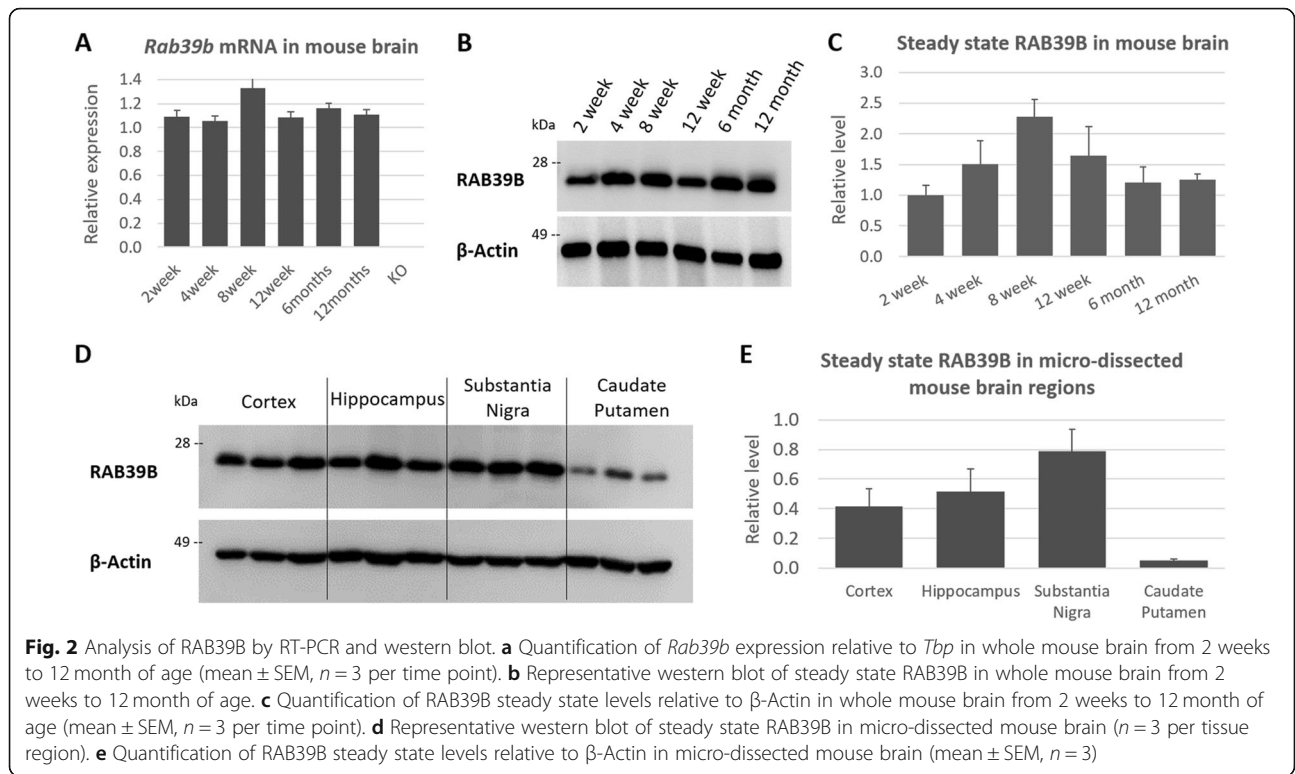 A
Rab39b mRNA in mouse brain
Relative expression
1.4
1.2
1.0
0.8
0.6
0.4
0.2
0.0
2week
4week
8week
12week
6months
12months
KO
B
2 week
4 week
8 week
12 week
6 month
12 month
kDa
28 --
RAB39B
49 --
β-Actin
C
Steady state RAB39B in mouse brain
Relative level
3.0
2.5
2.0
1.5
1.0
0.5
0.0
2 week
4 week
8 week
12 week
6 month
12 month
D
kDa
Cortex
Hippocampus
Substantia
Nigra
Caudate
Putamen
28 --
RAB39B
49 --
β-Actin
E
Steady state RAB39B in micro-dissected
mouse brain regions
Relative level
1.0
0.8
0.6
0.4
0.2
0.0
Cortex
Hippocampus
Substantia
Nigra
Caudate
Putamen
Fig. 2 Analysis of RAB39B by RT-PCR and western blot. a Quantification of Rab39b expression relative to Tbp in whole mouse brain from 2 weeks
to 12 month of age (mean ± SEM, n = 3 per time point). b Representative western blot of steady state RAB39B in whole mouse brain from 2
weeks to 12 month of age. c Quantification of RAB39B steady state levels relative to β-Actin in whole mouse brain from 2 weeks to 12 month of
age (mean ± SEM, n = 3 per time point). d Representative western blot of steady state RAB39B in micro-dissected mouse brain (n = 3 per tissue
region). e Quantification of RAB39B steady state levels relative to β-Actin in micro-dissected mouse brain (mean ± SEM, n = 3)